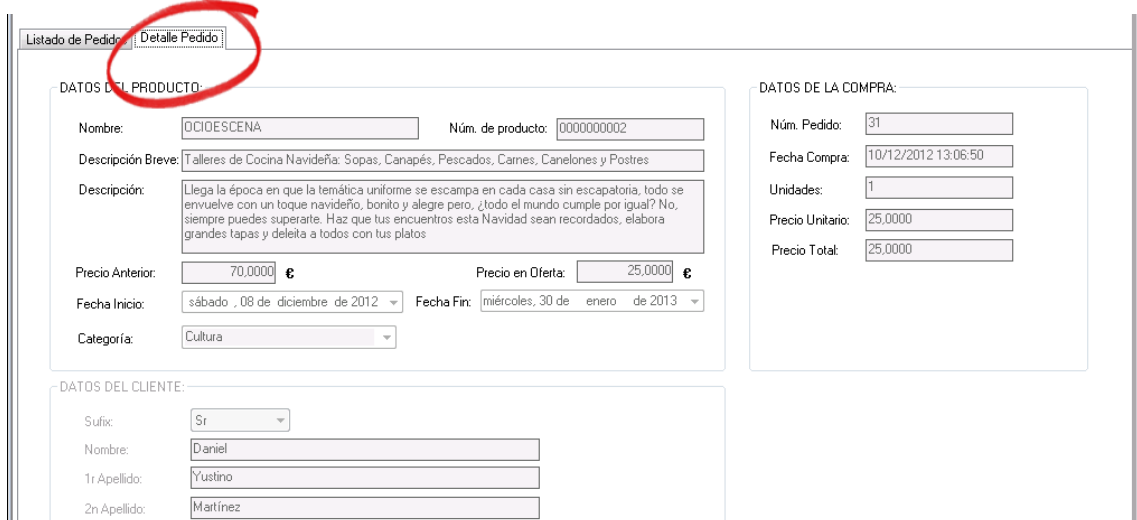 Listado de Pedidos Detalle Pedido
DATOS DEL PRODUCTO:
Nombre: OCIOESCENA Núm. de producto: 0000000002
Descripción Breve: Talleres de Cocina Navideña: Sopas, Canapés, Pescados, Carnes, Canelones y Postres
Descripción: Llega la época en que la temática uniforme se escampa en cada casa sin escapatoria, todo se
envuelve con un toque navideño, bonito y alegre pero, ¿todo el mundo cumple por igual? No,
siempre puedes superarte. Haz que tus encuentros esta Navidad sean recordados, elabora
grandes tapas y deleita a todos con tus platos
Precio Anterior: 70,0000 € Precio en Oferta: 25,0000 €
Fecha Inicio: sábado , 08 de diciembre de 2012 Fecha Fin: miércoles, 30 de enero de 2013
Categoría: Cultura
DATOS DE LA COMPRA:
Núm. Pedido: 31
Fecha Compra: 10/12/2012 13:06:50
Unidades: 1
Precio Unitario: 25,0000
Precio Total: 25,0000
DATOS DEL CLIENTE:
Sufix: Sr
Nombre: Daniel
1r Apellido: Yustino
2n Apellido: Martínez